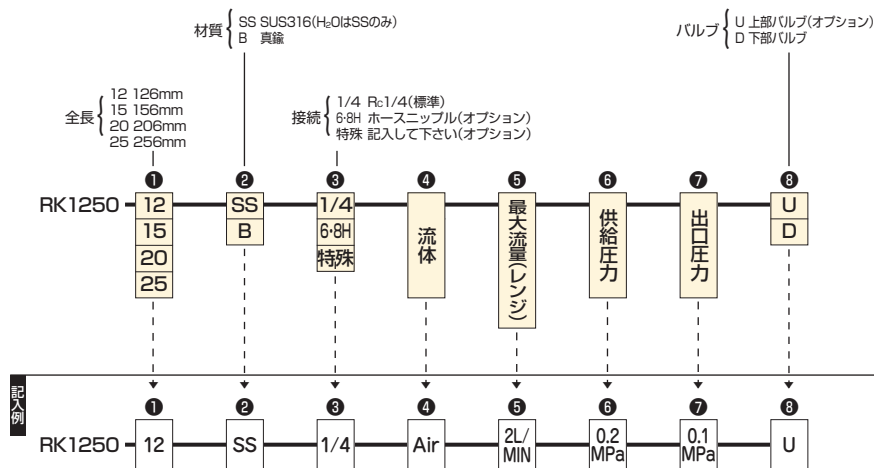 材質 SS SUS316(H₂OはSSのみ)
B 真鍮
バルブ U 上部バルブ(オプション)
D 下部バルブ
全長 12 126mm
15 156mm
20 206mm
25 256mm
接続 1/4 Rc1/4(標準)
6・8H ホースニップル(オプション)
特殊 記入して下さい(オプション)
❶ ❷ ❸ ❹ ❺ ❻ ❼ ❽
RK1250 12 SS 1/4 流体 最大流量(レンジ) 供給圧力 出口圧力 U
15 B 6・8H D
20 特殊
25
記入例
❶ ❷ ❸ ❹ ❺ ❻ ❼ ❽
RK1250 12 SS 1/4 Air 2L/MIN 0.2MPa 0.1MPa U